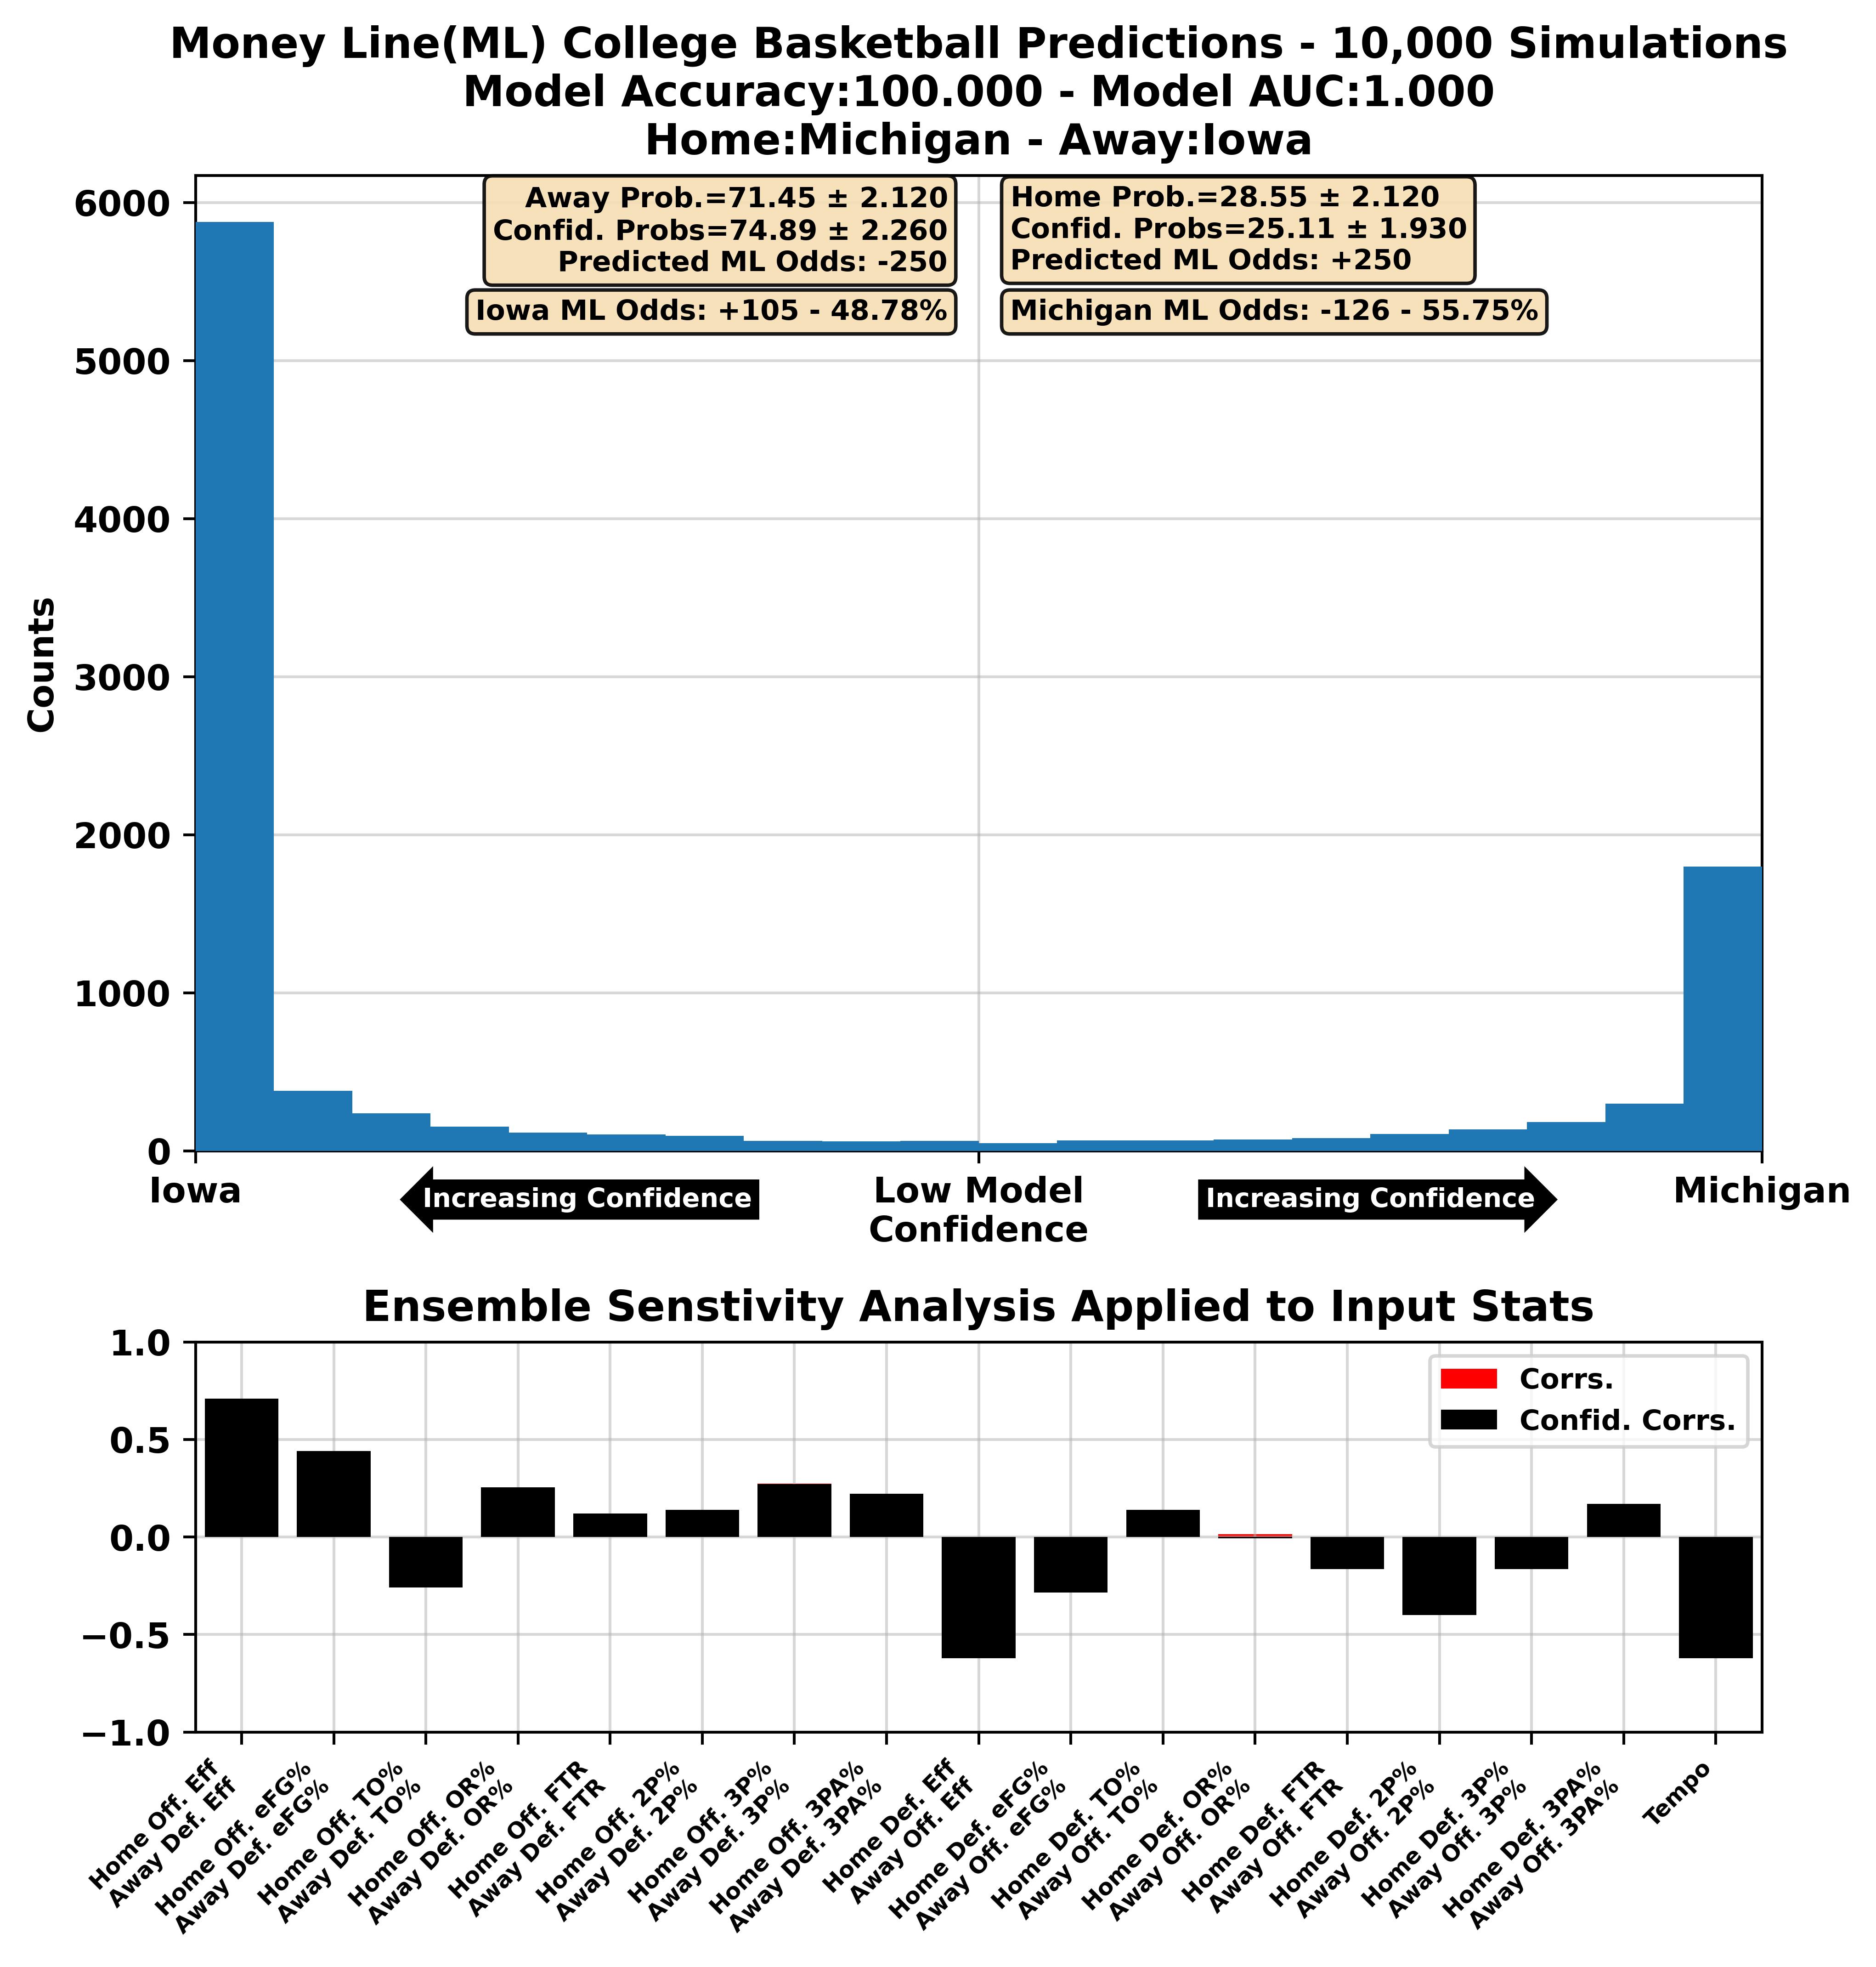 Money Line(ML) College Basketball Predictions - 10,000 Simulations
Model Accuracy:100.000 - Model AUC:1.000
Home:Michigan - Away:Iowa
Away Prob.=71.45 ± 2.120
Confid. Probs=74.89 ± 2.260
Predicted ML Odds: -250
Iowa ML Odds: +105 - 48.78%
Home Prob.=28.55 ± 2.120
Confid. Probs=25.11 ± 1.930
Predicted ML Odds: +250
Michigan ML Odds: -126 - 55.75%
6000
5000
4000
3000
2000
1000
0
Counts
Iowa
Increasing Confidence
Low Model
Confidence
Increasing Confidence
Michigan
Ensemble Senstivity Analysis Applied to Input Stats
1.0
0.5
0.0
−0.5
−1.0
Corrs.
Confid. Corrs.
Home Off. Eff
Away Def. Eff
Home Off. eFG%
Away Def. eFG%
Home Off. TO%
Away Def. TO%
Home Off. OR%
Away Def. OR%
Home Off. FTR
Away Def. FTR
Home Off. 2P%
Away Def. 2P%
Home Off. 3P%
Away Def. 3P%
Home Off. 3PA%
Away Def. 3PA%
Home Def. Eff
Away Off. Eff
Home Def. eFG%
Away Off. eFG%
Home Def. TO%
Away Off. TO%
Home Def. OR%
Away Off. OR%
Home Def. FTR
Away Off. FTR
Home Def. 2P%
Away Off. 2P%
Home Def. 3P%
Away Off. 3P%
Home Def. 3PA%
Away Off. 3PA%
Tempo